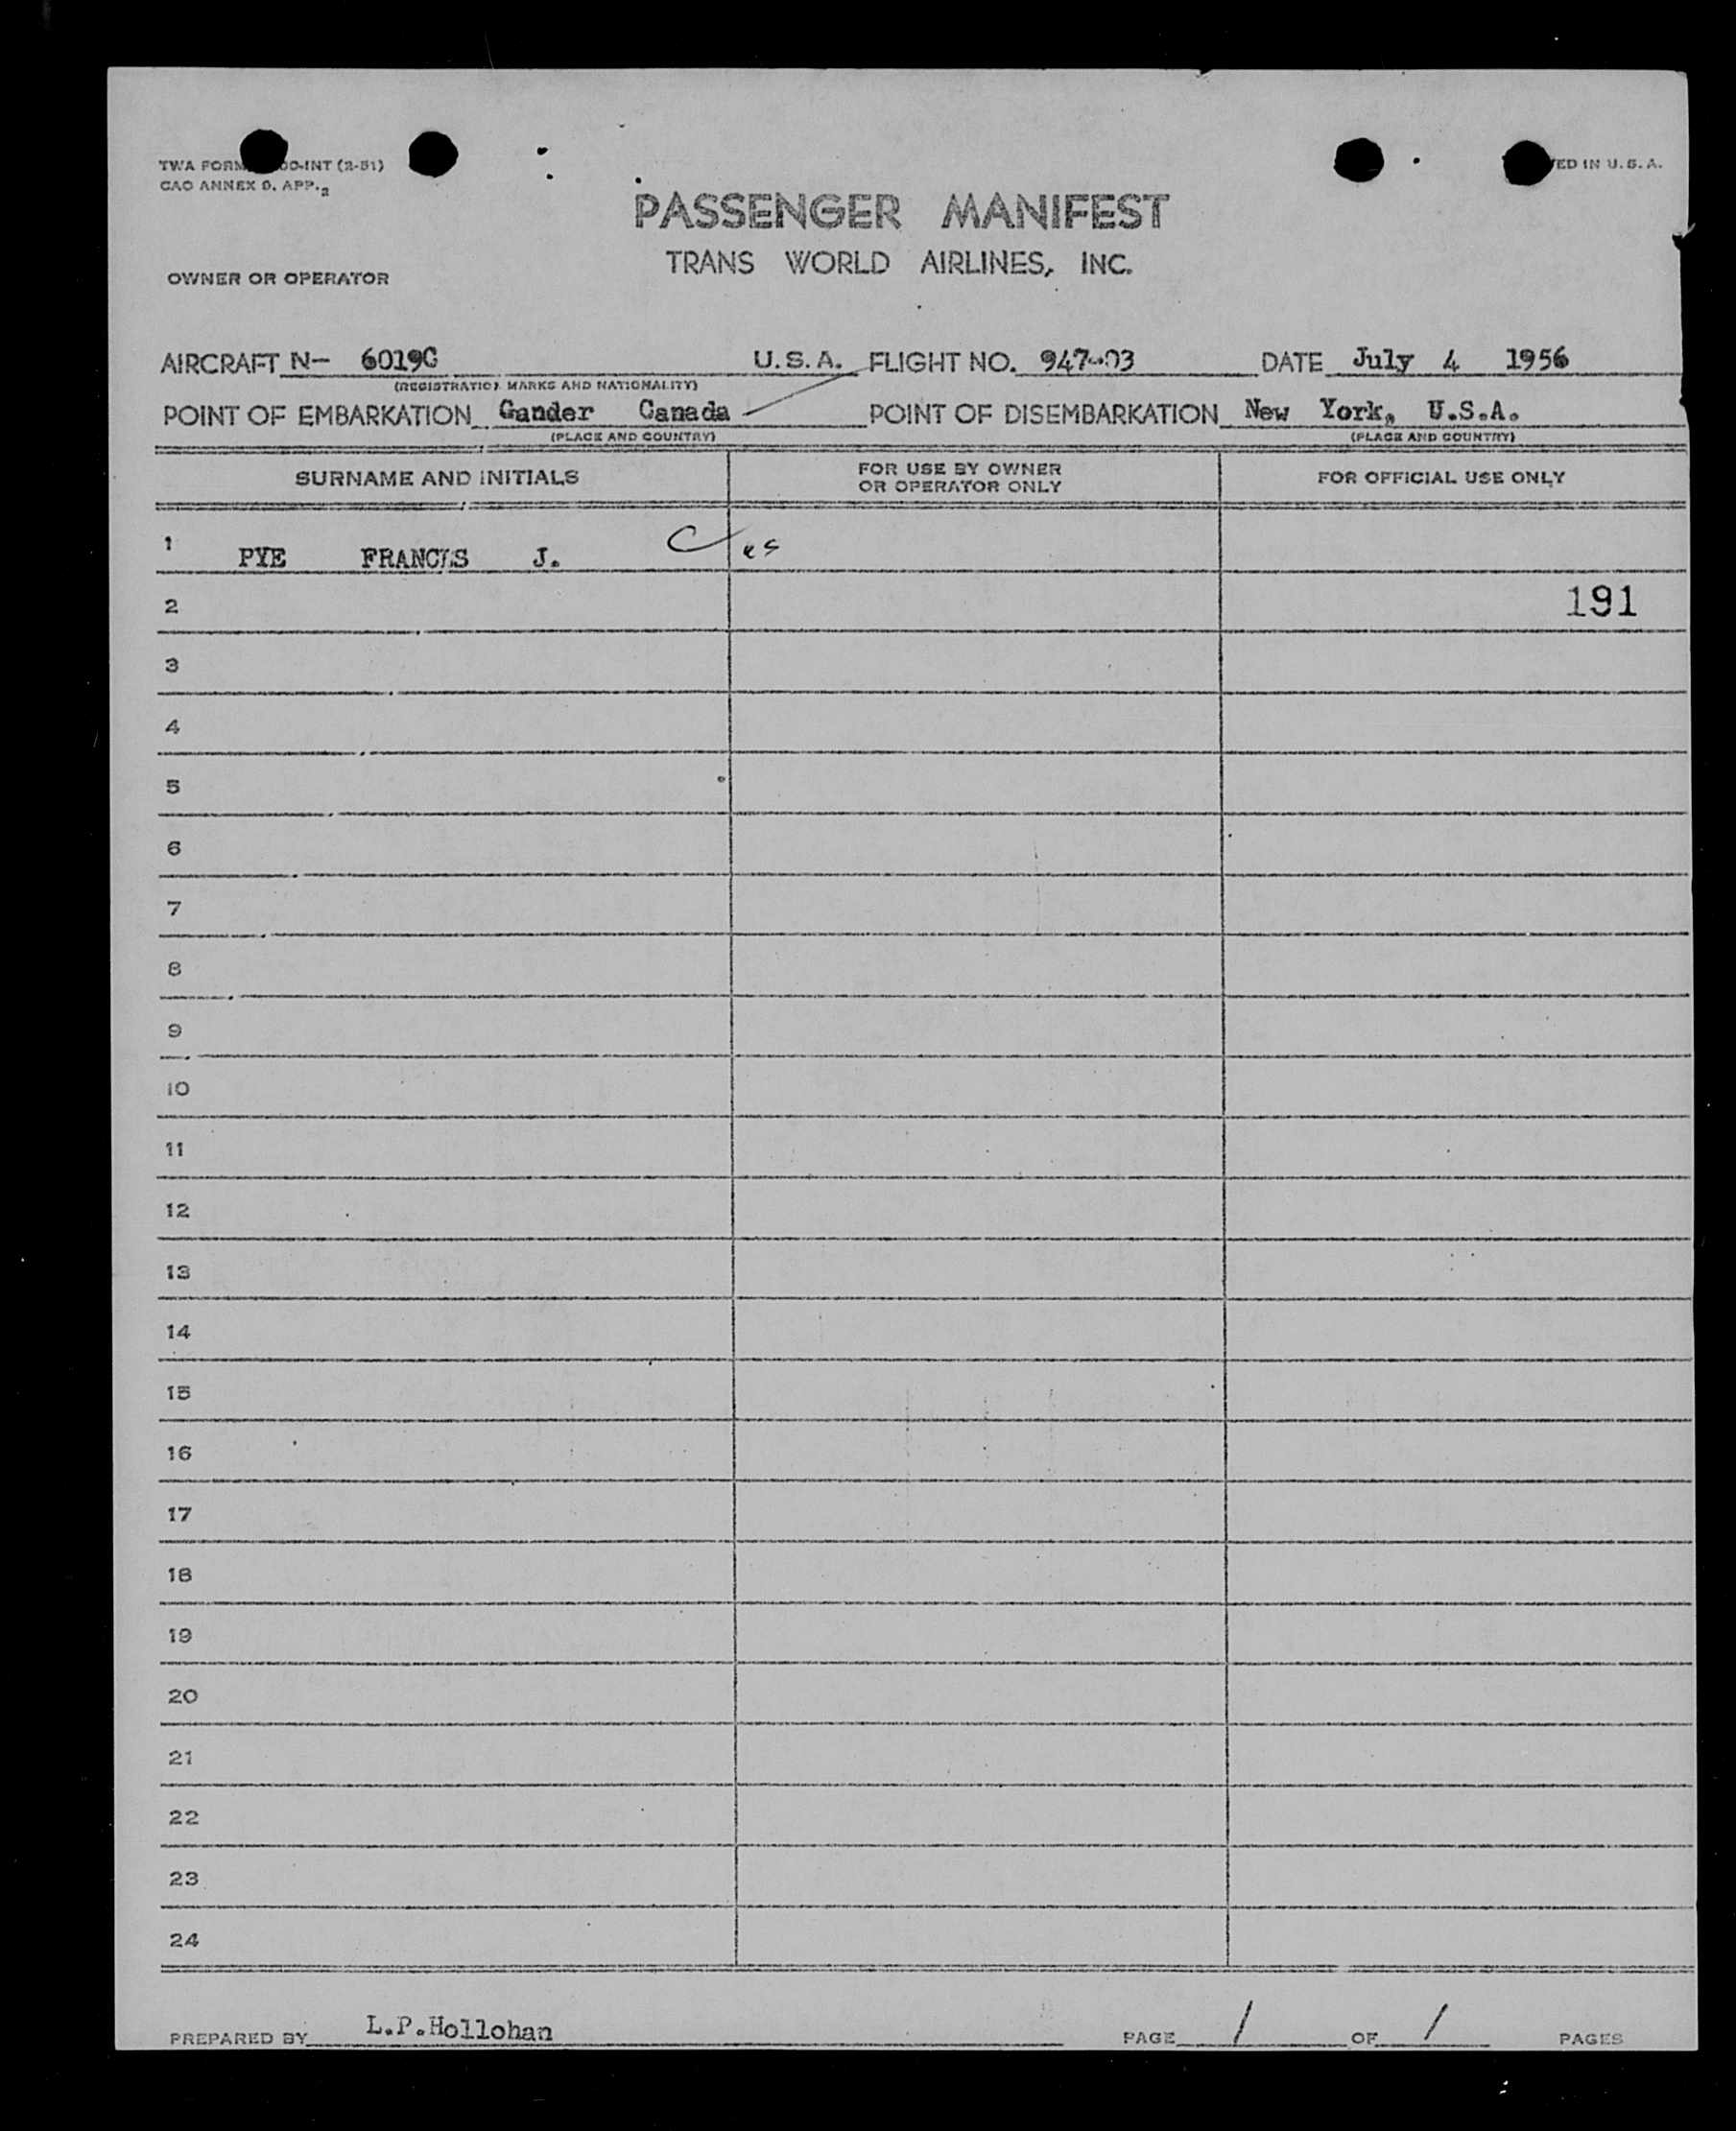 TWA FORM
INT (2-51)
ED IN U.S.A.
CAO ANNEX 9. APP. 2
PASSENGER MANIFEST
TRANS WORLD AIRLINES, INC.
OWNER OR OPERATOR
AIRCRAFT N- 6019C U.S.A. FLIGHT NO. 947-03 DATE July 4 1956
(REGISTRATION MARKS AND NATIONALITY)
POINT OF EMBARKATION Gander Canada POINT OF DISEMBARKATION New York, U.S.A.
(PLACE AND COUNTRY) (PLACE AND COUNTRY)
SURNAME AND INITIALS
FOR USE BY OWNER
OR OPERATOR ONLY
FOR OFFICIAL USE ONLY
1 PYE FRANCIS J.
2 191
3
4
5
6
7
8
9
10
11
12
13
14
15
16
17
18
19
20
21
22
23
24
PREPARED BY L.P.Hollohan PAGE 1 OF 1 PAGES